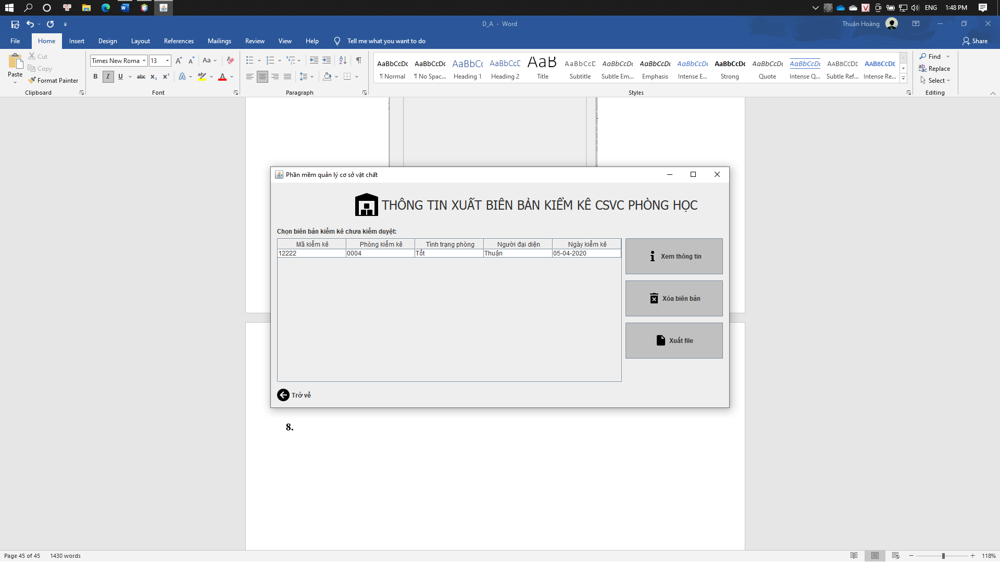 ENG 1:48 PM
D_A - Word
Thuận Hoàng
File Home Insert Design Layout References Mailings Review View Help Tell me what you want to do Share
Paste
Cut
Copy
Format Painter
Clipboard
Times New Roma 13
Font
Paragraph
AaBbCcDc AaBbCcDc AaBbCc AaBbCcD AaB AaBbCcD AaBbCcDc AaBbCcDc AaBbCcDc AaBbCcDc AaBbCcDc AaBbCcDc AaBbCcDd AaBbCcDd
¶ Normal ¶ No Spac... Heading 1 Heading 2 Title Subtitle Subtle Em... Emphasis Intense E... Strong Quote Intense Q... Subtle Ref... Intense Re...
Styles
Find
Replace
Select
Editing
Phần mềm quản lý cơ sở vật chất
THÔNG TIN XUẤT BIÊN BẢN KIỂM KÊ CSVC PHÒNG HỌC
Chọn biên bản kiểm kê chưa kiểm duyệt:
Mã kiểm kê Phòng kiểm kê Tình trạng phòng Người đại diện Ngày kiểm kê
12222 0004 Tốt Thuận 05-04-2020
Xem thông tin
Xóa biên bản
Xuất file
Trở về
8.
Page 45 of 45 1430 words 118%